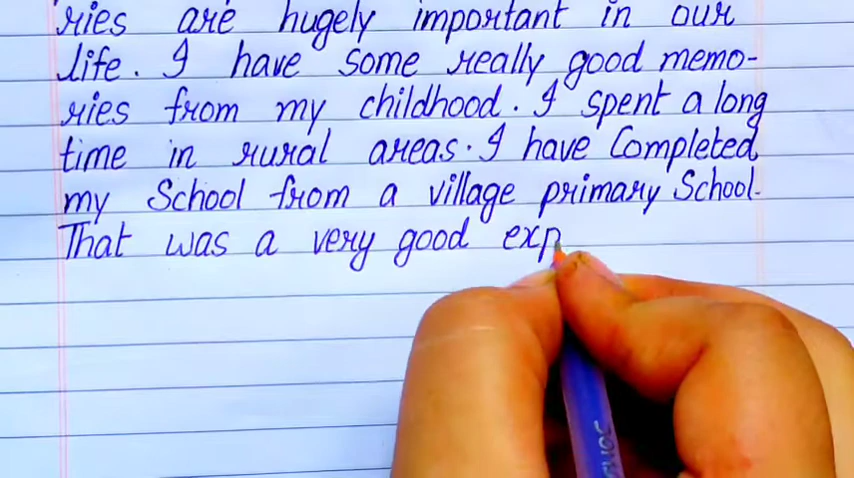 ries are hugely important in our
life. I have some really good memo-
ries from my childhood. I spent a long
time in rural areas. I have Completed
my School from a village primary School.
That was a very good exp